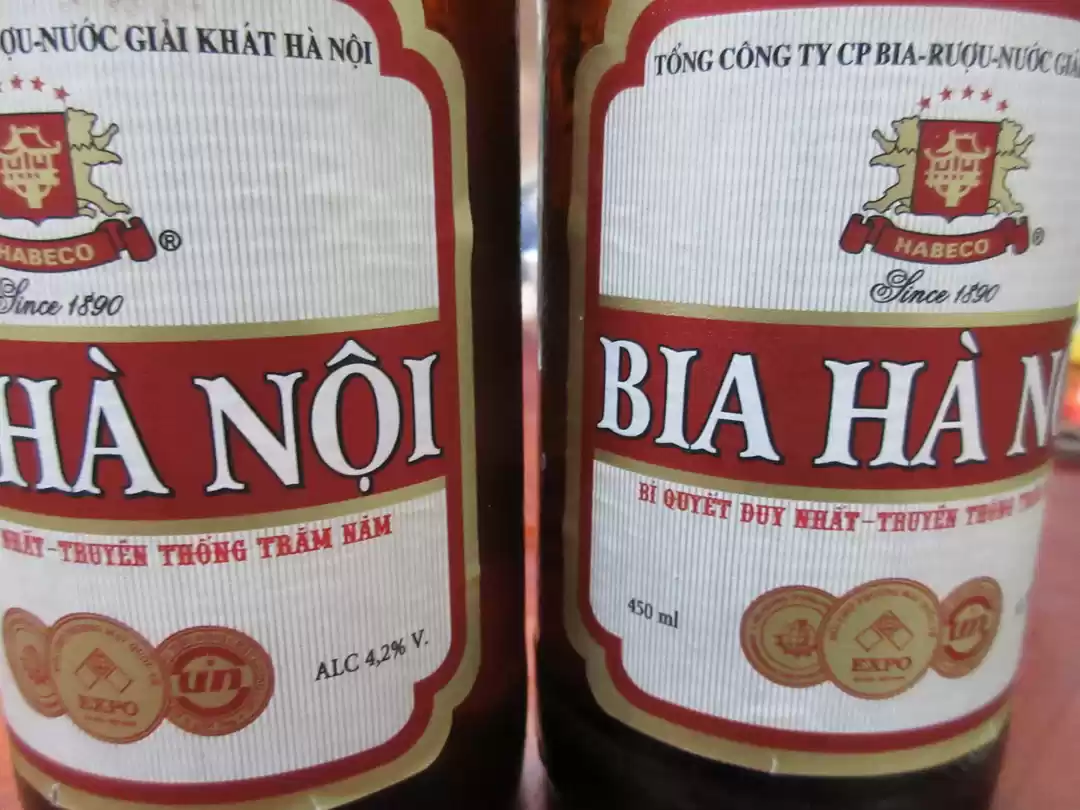 ỢU-NƯỚC GIẢI KHÁT HÀ NỘI
HABECO
®
Since 1890
HÀ NỘI
NHẤT-TRUYỀN THỐNG TRĂM NĂM
EXPO
ALC 4,2% V.
TỔNG CÔNG TY CP BIA-RƯỢU-NƯỚC GIẢ
HABECO
®
Since 1890
BIA HÀ N
BÍ QUYẾT DUY NHẤT-TRUYỀN THỐNG
450 ml
EXPO